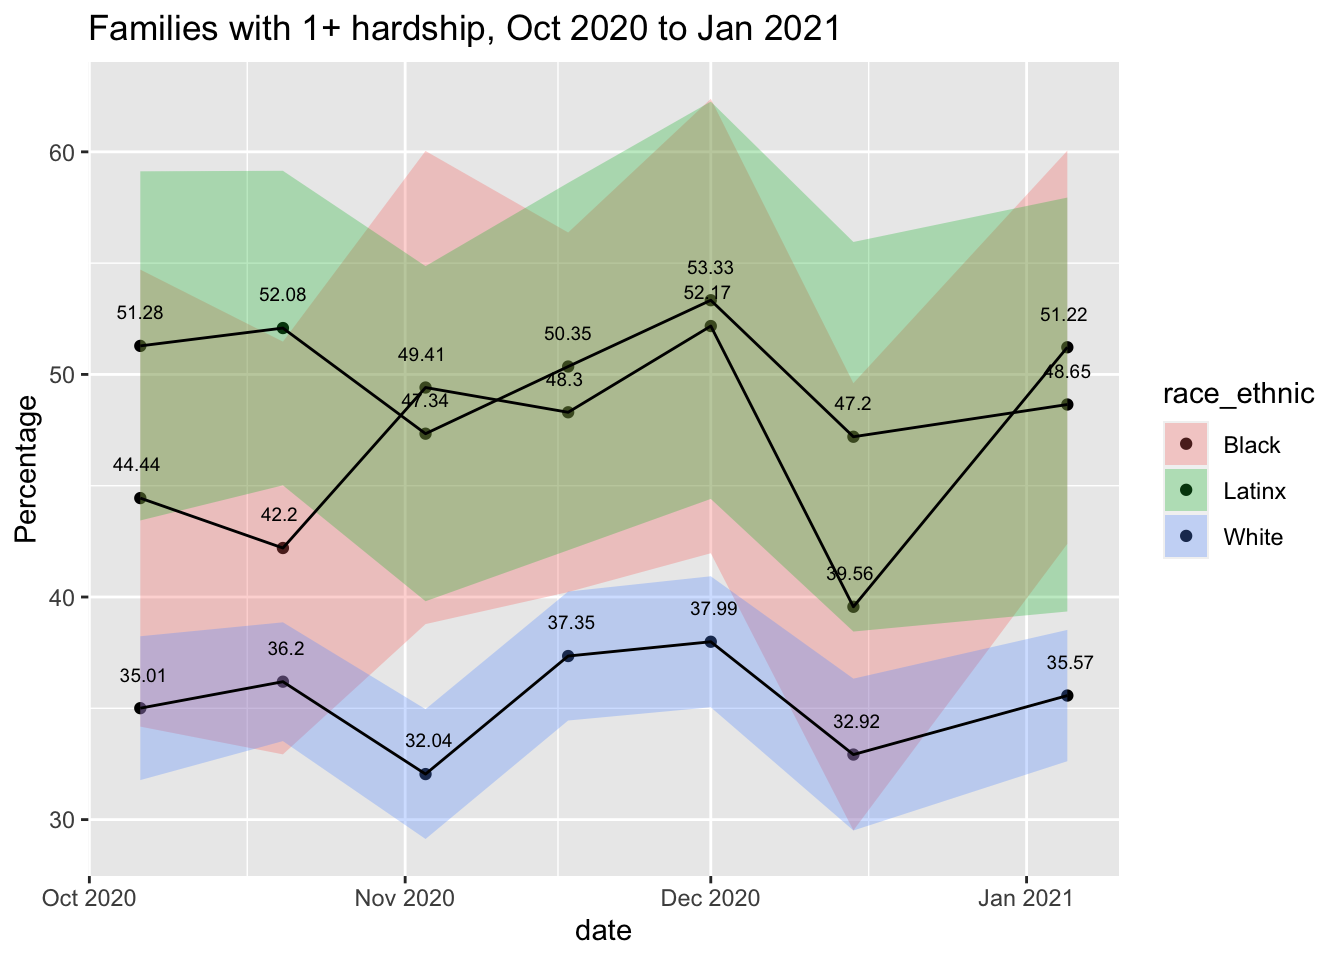 Families with 1+ hardship, Oct 2020 to Jan 2021
Percentage
60
50
40
30
53.33
52.17
52.08
51.28
51.22
50.35
49.41
48.3
48.65
47.34
47.2
44.44
42.2
39.56
37.99
37.35
36.2
35.01
35.57
32.04
32.92
Oct 2020
Nov 2020
Dec 2020
Jan 2021
date
race_ethnic
Black
Latinx
White